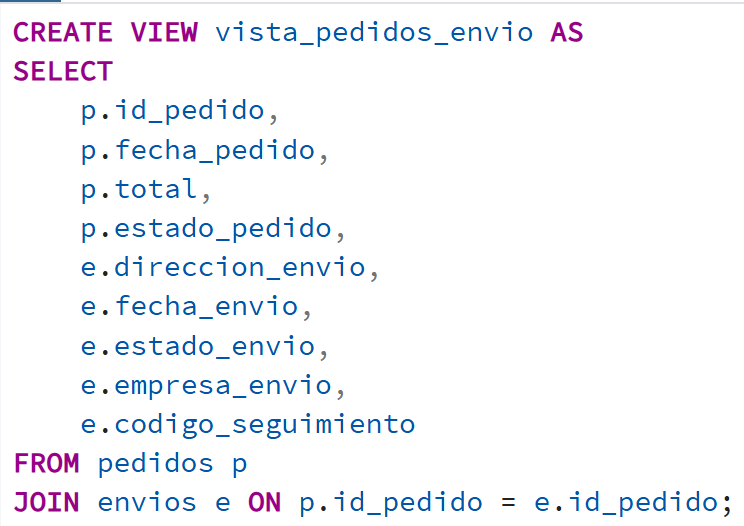 CREATE VIEW vista_pedidos_envio AS
SELECT
    p.id_pedido,
    p.fecha_pedido,
    p.total,
    p.estado_pedido,
    e.direccion_envio,
    e.fecha_envio,
    e.estado_envio,
    e.empresa_envio,
    e.codigo_seguimiento
FROM pedidos p
JOIN envios e ON p.id_pedido = e.id_pedido;